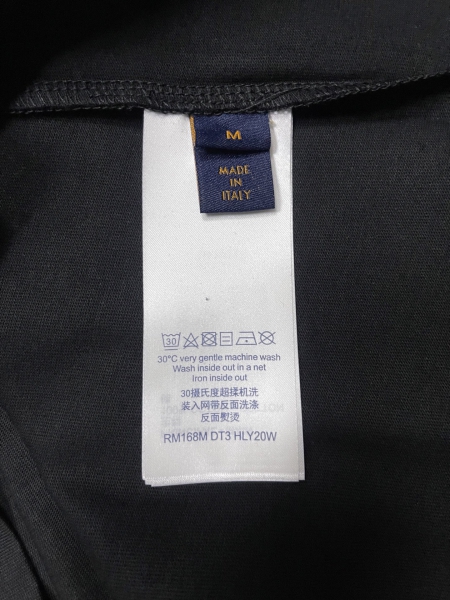 M
MADE
IN
ITALY
30
30°C very gentle machine wash
Wash inside out in a net
Iron inside out
30摄氏度超揉机洗
装入网带反面洗涤
反面熨烫
RM168M DT3 HLY20W